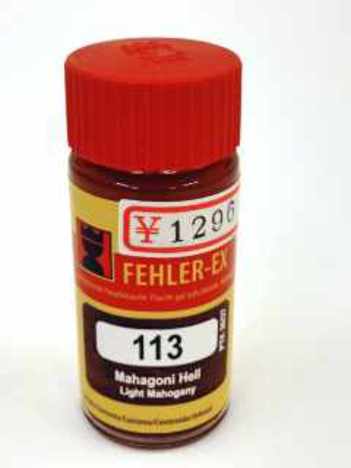 ¥1296
FEHLER-EX
113
Mahagoni Hell
Light Mahogany